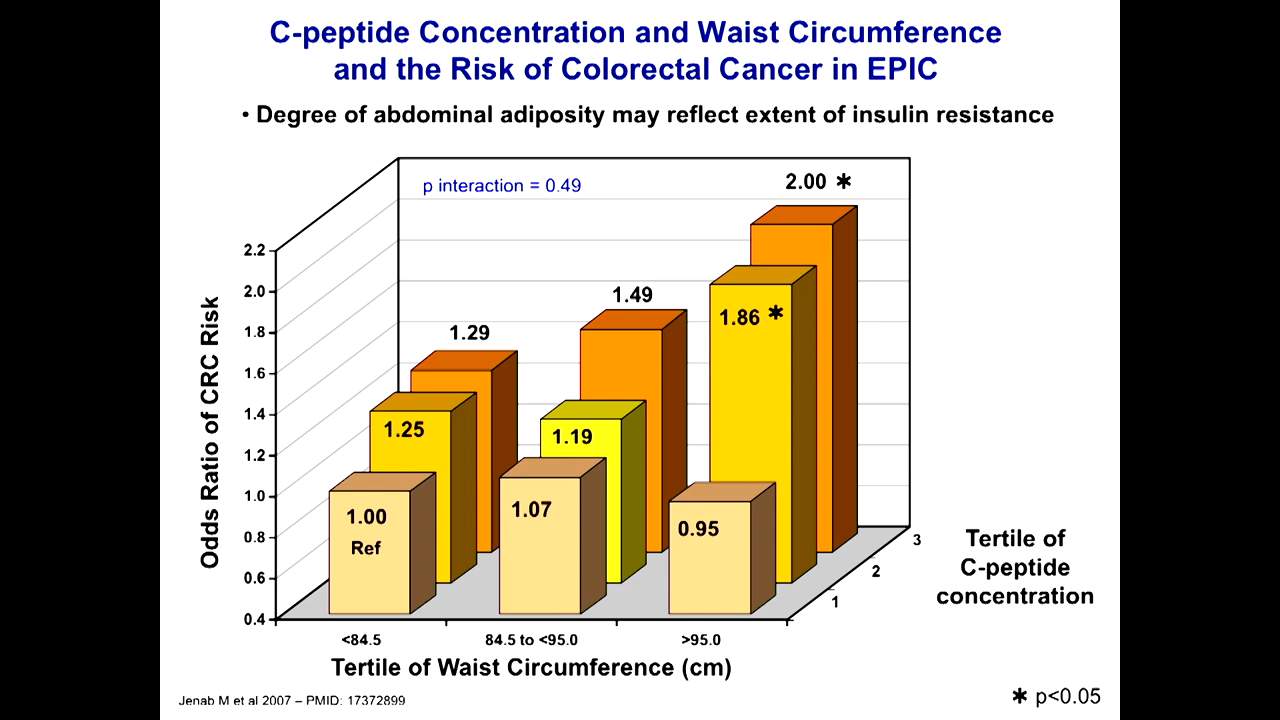 C-peptide Concentration and Waist Circumference
and the Risk of Colorectal Cancer in EPIC
• Degree of abdominal adiposity may reflect extent of insulin resistance
p interaction = 0.49
2.00 ✱
1.49
1.86 ✱
1.29
1.25
1.19
1.00
Ref
1.07
0.95
2.2
2.0
1.8
1.6
1.4
1.2
1.0
0.8
0.6
0.4
Odds Ratio of CRC Risk
<84.5
84.5 to <95.0
>95.0
Tertile of Waist Circumference (cm)
3
2
1
Tertile of
C-peptide
concentration
Jenab M et al 2007 – PMID: 17372899
✱ p<0.05